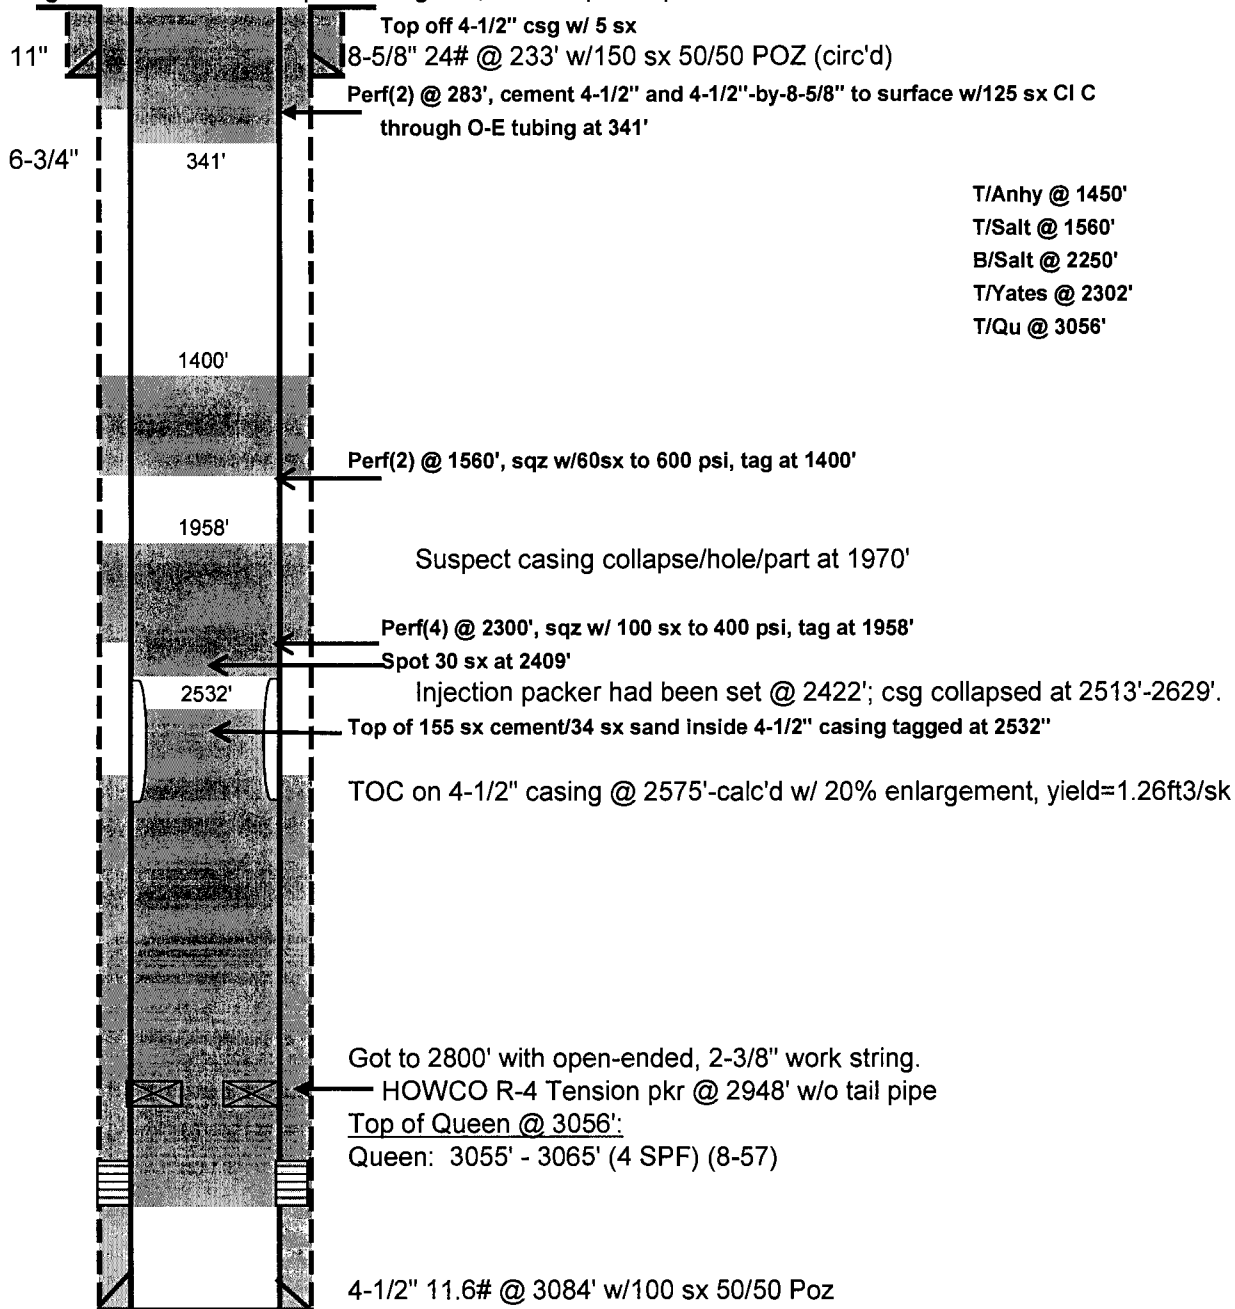 Top off 4-1/2" csg w/ 5 sx
11"
8-5/8" 24# @ 233' w/150 sx 50/50 POZ (circ'd)
Perf(2) @ 283', cement 4-1/2" and 4-1/2"-by-8-5/8" to surface w/125 sx Cl C
through O-E tubing at 341'
6-3/4"
341'
T/Anhy @ 1450'
T/Salt @ 1560'
B/Salt @ 2250'
T/Yates @ 2302'
T/Qu @ 3056'
1400'
Perf(2) @ 1560', sqz w/60sx to 600 psi, tag at 1400'
1958'
Suspect casing collapse/hole/part at 1970'
Perf(4) @ 2300', sqz w/ 100 sx to 400 psi, tag at 1958'
Spot 30 sx at 2409'
2532'
Injection packer had been set @ 2422'; csg collapsed at 2513'-2629'.
Top of 155 sx cement/34 sx sand inside 4-1/2" casing tagged at 2532"
TOC on 4-1/2" casing @ 2575'-calc'd w/ 20% enlargement, yield=1.26ft3/sk
Got to 2800' with open-ended, 2-3/8" work string.
HOWCO R-4 Tension pkr @ 2948' w/o tail pipe
Top of Queen @ 3056':
Queen: 3055' - 3065' (4 SPF) (8-57)
4-1/2" 11.6# @ 3084' w/100 sx 50/50 Poz